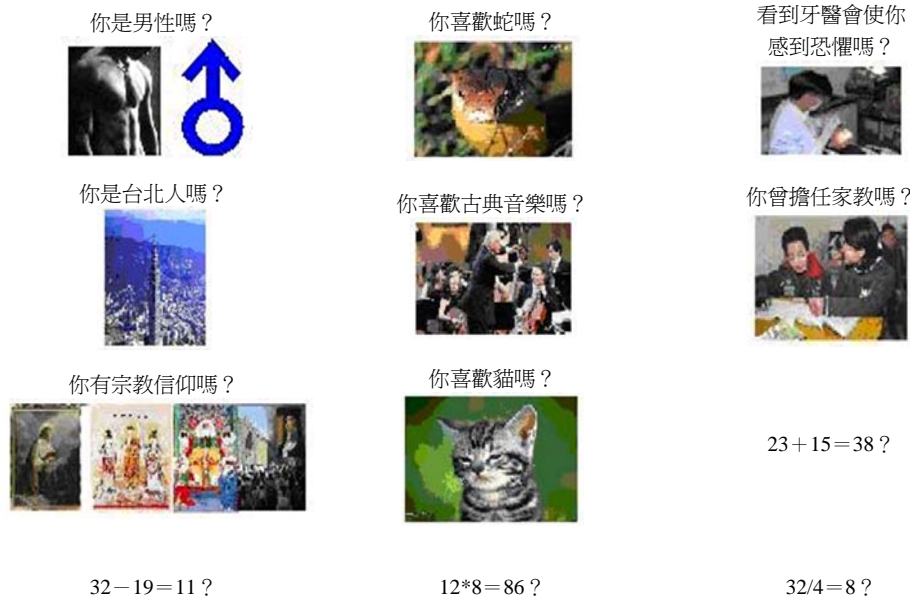 你是男性嗎？
你喜歡蛇嗎？
看到牙醫會使你
感到恐懼嗎？
你是台北人嗎？
你喜歡古典音樂嗎？
你曾擔任家教嗎？
你有宗教信仰嗎？
你喜歡貓嗎？
23＋15＝38？
32－19＝11？
12*8＝86？
32/4＝8？